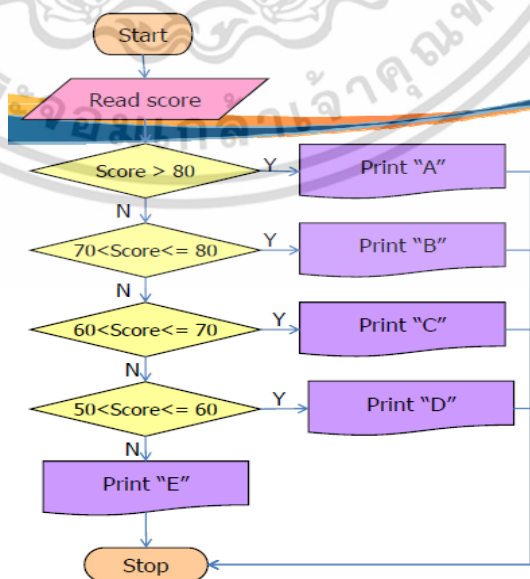 Start
Read score
Score > 80
Y
Print “A”
N
70<Score<= 80
Y
Print “B”
N
60<Score<= 70
Y
Print “C”
N
50<Score<= 60
Y
Print “D”
N
Print “E”
Stop